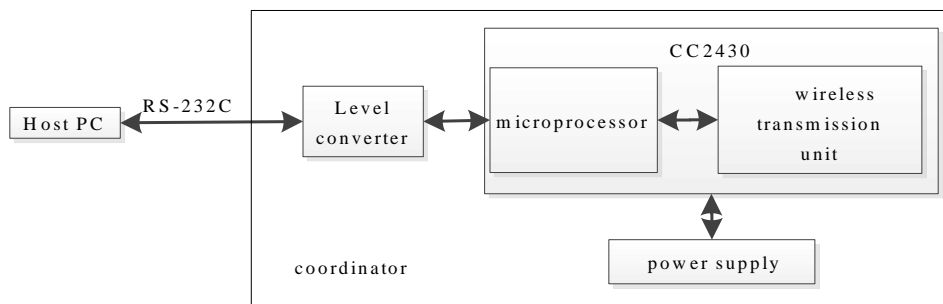 CC2430
RS-232C
Host PC
Level
converter
microprocessor
wireless
transmission
unit
coordinator
power supply